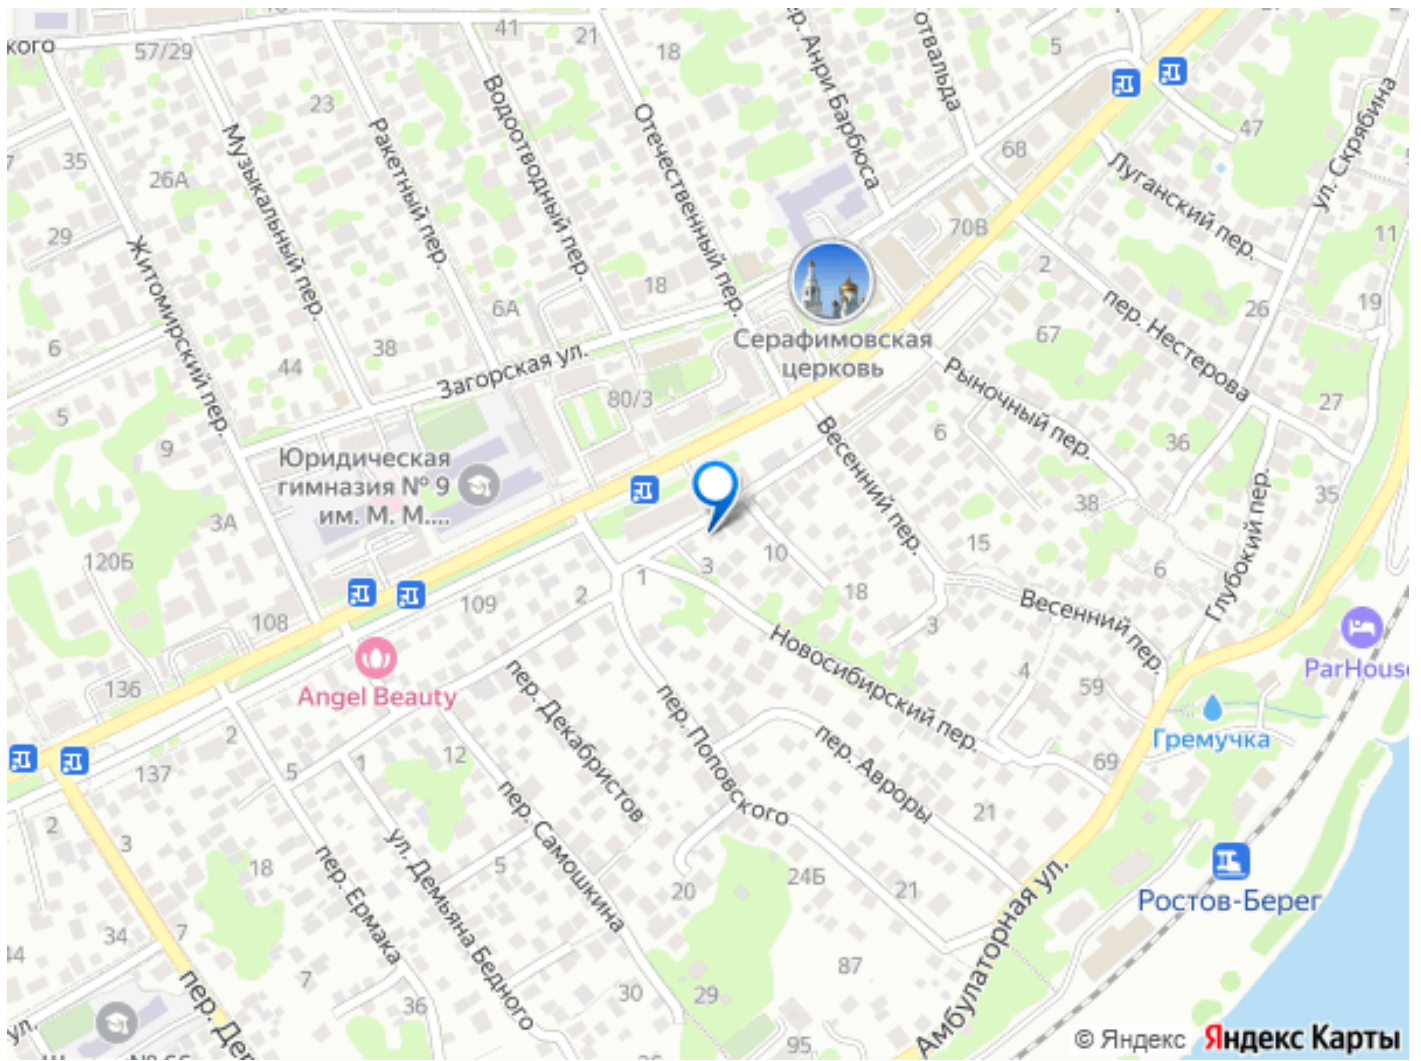 кого
57/29
41
21
18
5
23
26А
35
29
6
5
9
44
38
6А
18
80/3
68
70В
47
2
67
26
11
19
27
36
35
38
6
6
15
10
18
3
3
1
2
109
108
120Б
3А
136
137
2
5
1
12
2
3
18
5
7
34
7
36
30
29
20
24Б
21
21
87
95
4
59
69
Водоотводный пер.
Отечественный пер.
пер. Анри Барбюса
отвальда
Музыкальный пер.
Ракетный пер.
Житомирский пер.
Загорская ул.
Луганский пер.
ул. Скрябина
пер. Нестерова
Рыночный пер.
Серафимовская
церковь
Юридическая
гимназия № 9
им. М. М....
Весенний пер.
Глубокий пер.
Весенний пер.
Новосибирский пер.
Angel Beauty
пер. Декабристов
пер. Поповского
пер. Авроры
пер. Самошкина
ул. Демьяна Бедного
пер. Ермака
пер. Деп
ул.
Амбулаторная ул.
ParHouse
Гремучка
Ростов-Берег
© Яндекс Яндекс Карты